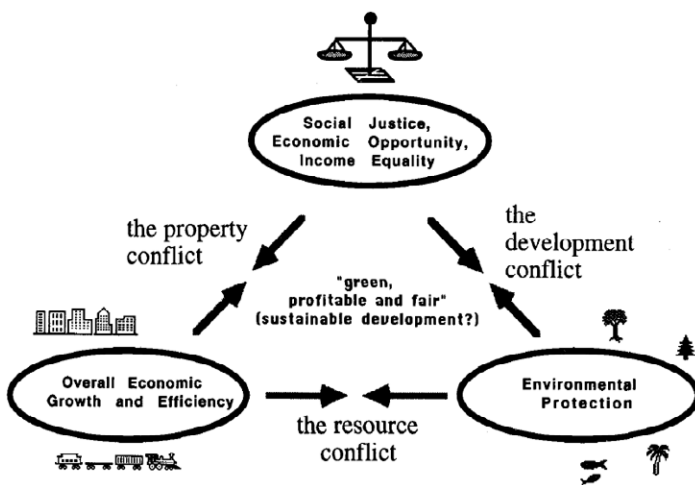 Social Justice,
Economic Opportunity,
Income Equality
the property
conflict
the
development
conflict
"green,
profitable and fair"
(sustainable development?)
Overall Economic
Growth and Efficiency
Environmental
Protection
the resource
conflict